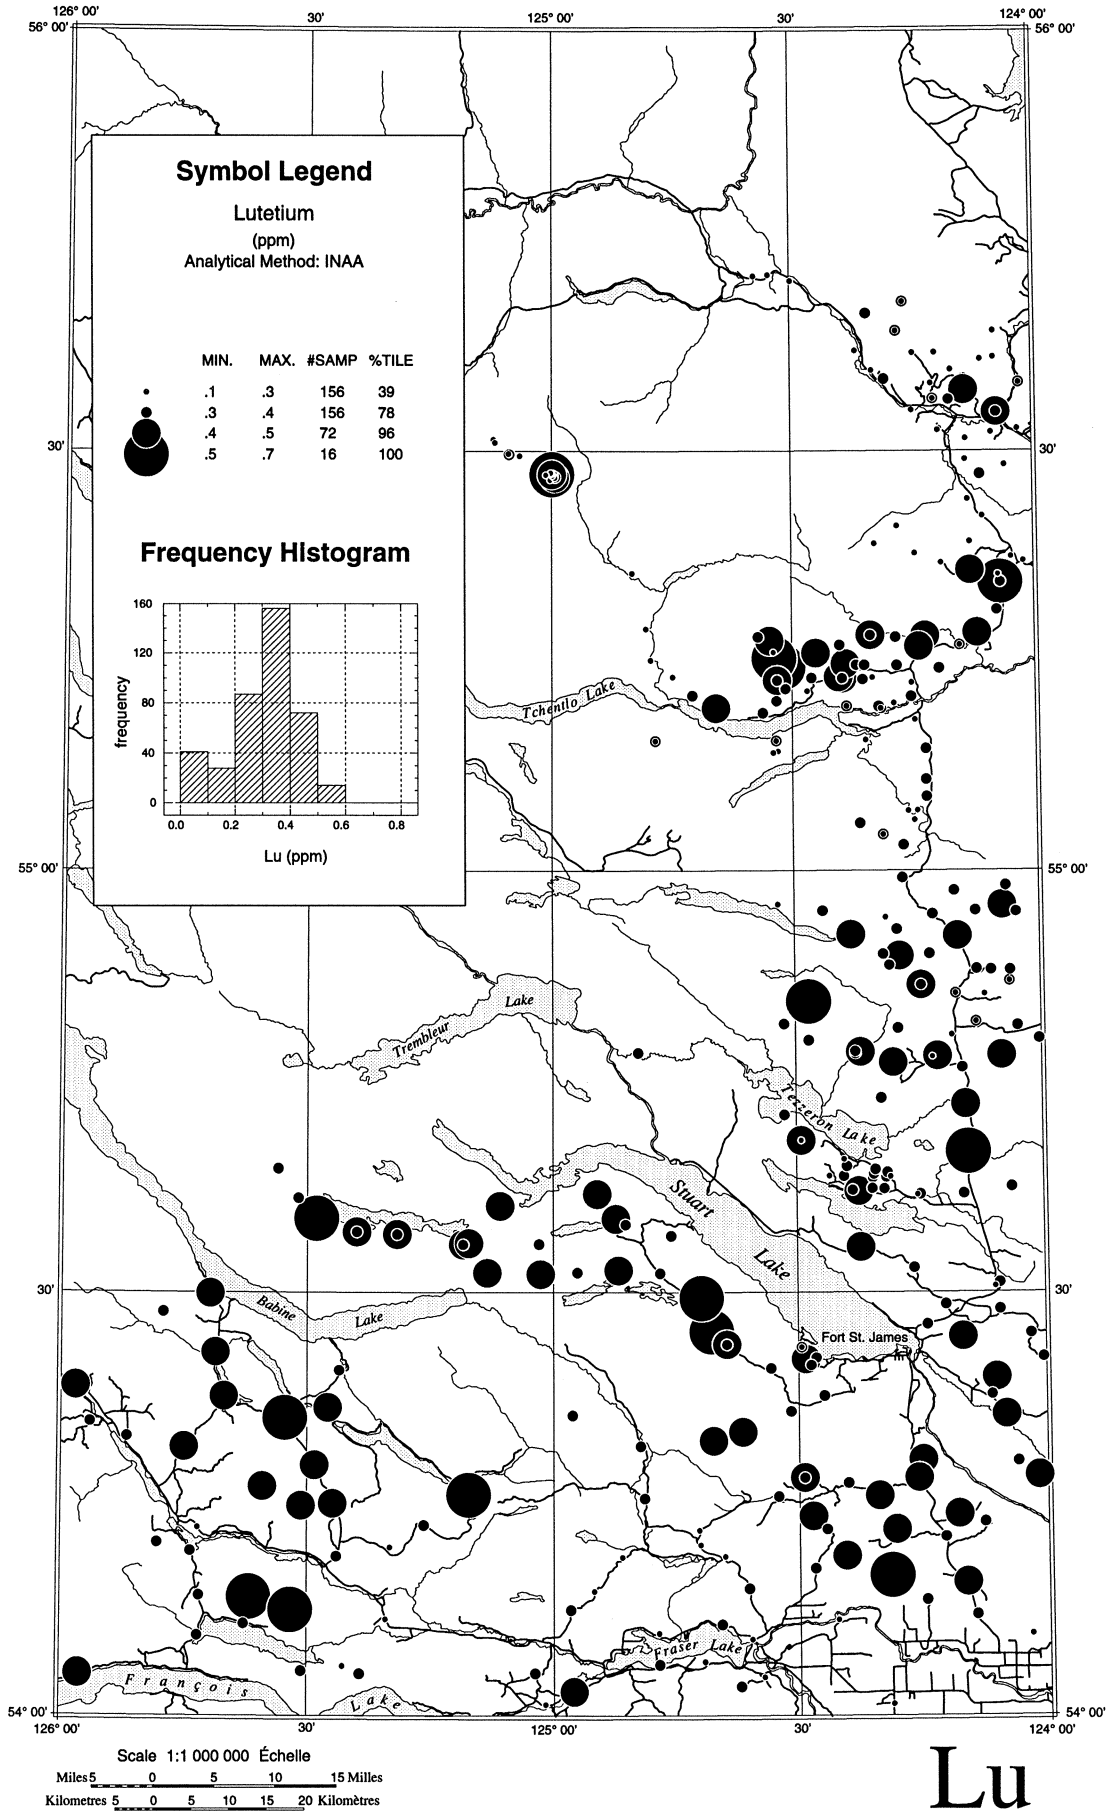 126° 00'
30'
125° 00'
30'
124° 00'
56° 00'
56° 00'
Symbol Legend
Lutetium
(ppm)
Analytical Method: INAA
MIN. MAX. #SAMP %TILE
.1 .3 156 39
.3 .4 156 78
.4 .5 72 96
.5 .7 16 100
30'
30'
Frequency Histogram
160
120
80
40
0
frequency
0.0 0.2 0.4 0.6 0.8
Lu (ppm)
Tchentlo Lake
55° 00'
55° 00'
Trembleur Lake
Tezzeron Lake
Stuart Lake
30'
30'
Babine Lake
Fort St. James
Fraser Lake
François Lake
54° 00'
54° 00'
126° 00'
30'
125° 00'
30'
124° 00'
Scale 1:1 000 000 Échelle
Miles 5 0 5 10 15 Milles
Kilometres 5 0 5 10 15 20 Kilomètres
Lu